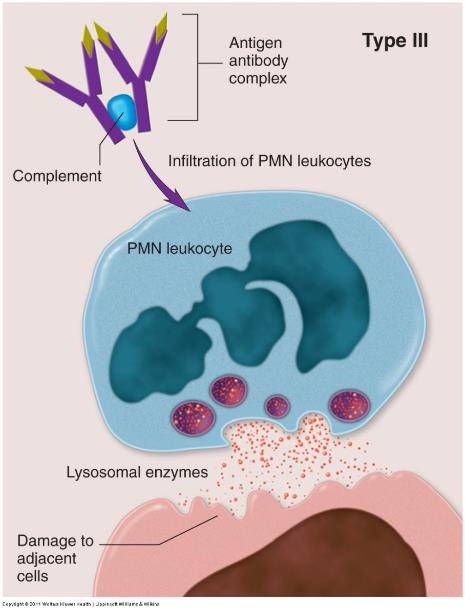 Type III
Antigen
antibody
complex
Complement
Infiltration of PMN leukocytes
PMN leukocyte
Lysosomal enzymes
Damage to
adjacent
cells
Copyright © 2011 Wolters Kluwer Health | Lippincott Williams & Wilkins